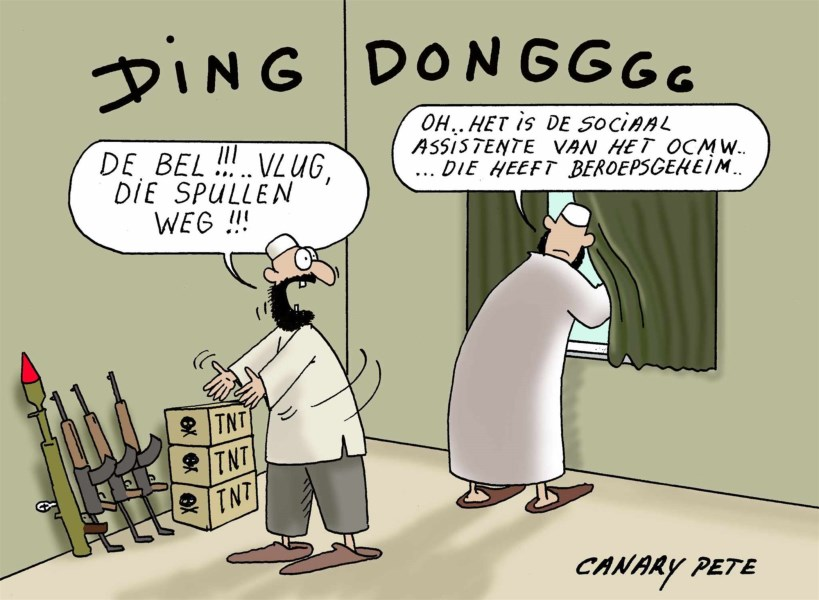 DING DONGGGG
DE BEL !!!..VLUG,
DIE SPULLEN
WEG !!!
OH.. HET IS DE SOCIAAL
ASSISTENTE VAN HET OCMW..
... DIE HEEFT BEROEPSGEHEIM..
TNT
TNT
TNT
CANARY PETE